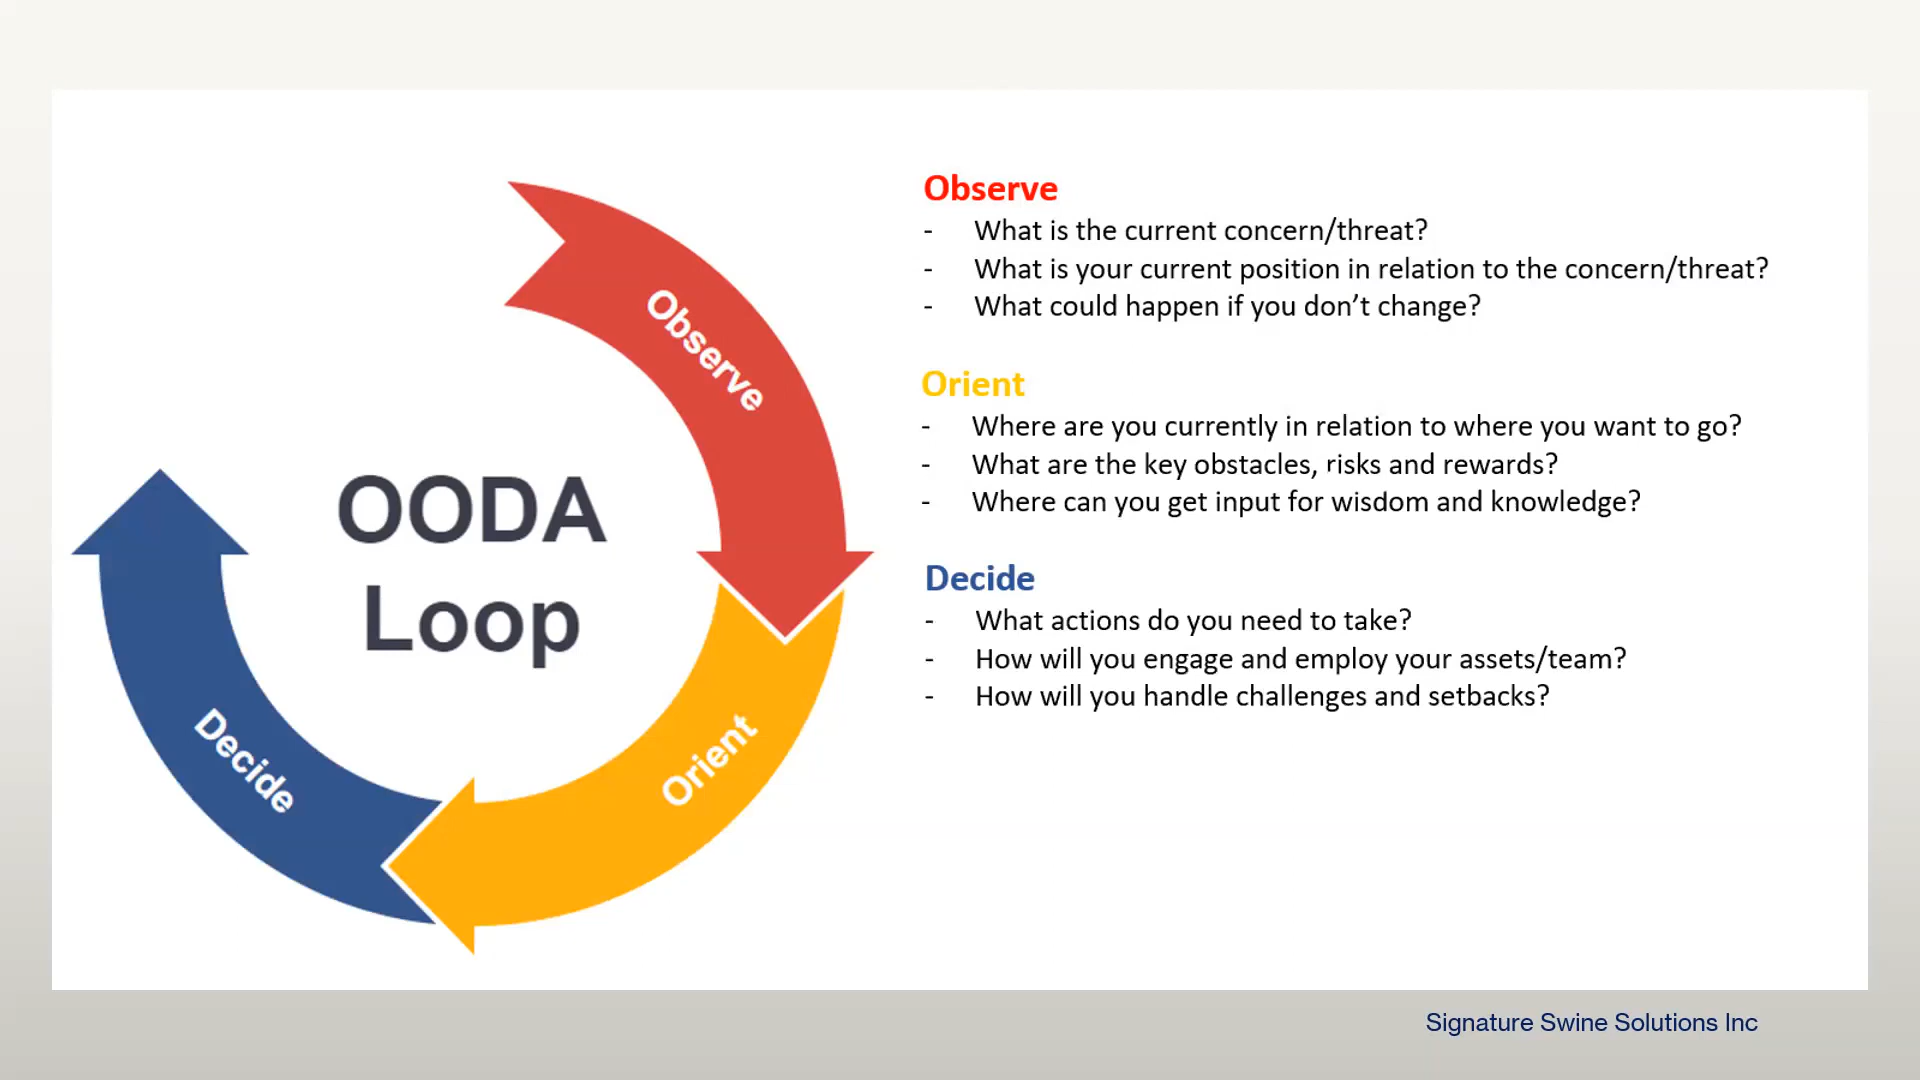 Observe
Orient
Decide
OODA
Loop
Observe
- What is the current concern/threat?
- What is your current position in relation to the concern/threat?
- What could happen if you don’t change?
Orient
- Where are you currently in relation to where you want to go?
- What are the key obstacles, risks and rewards?
- Where can you get input for wisdom and knowledge?
Decide
- What actions do you need to take?
- How will you engage and employ your assets/team?
- How will you handle challenges and setbacks?
Signature Swine Solutions Inc